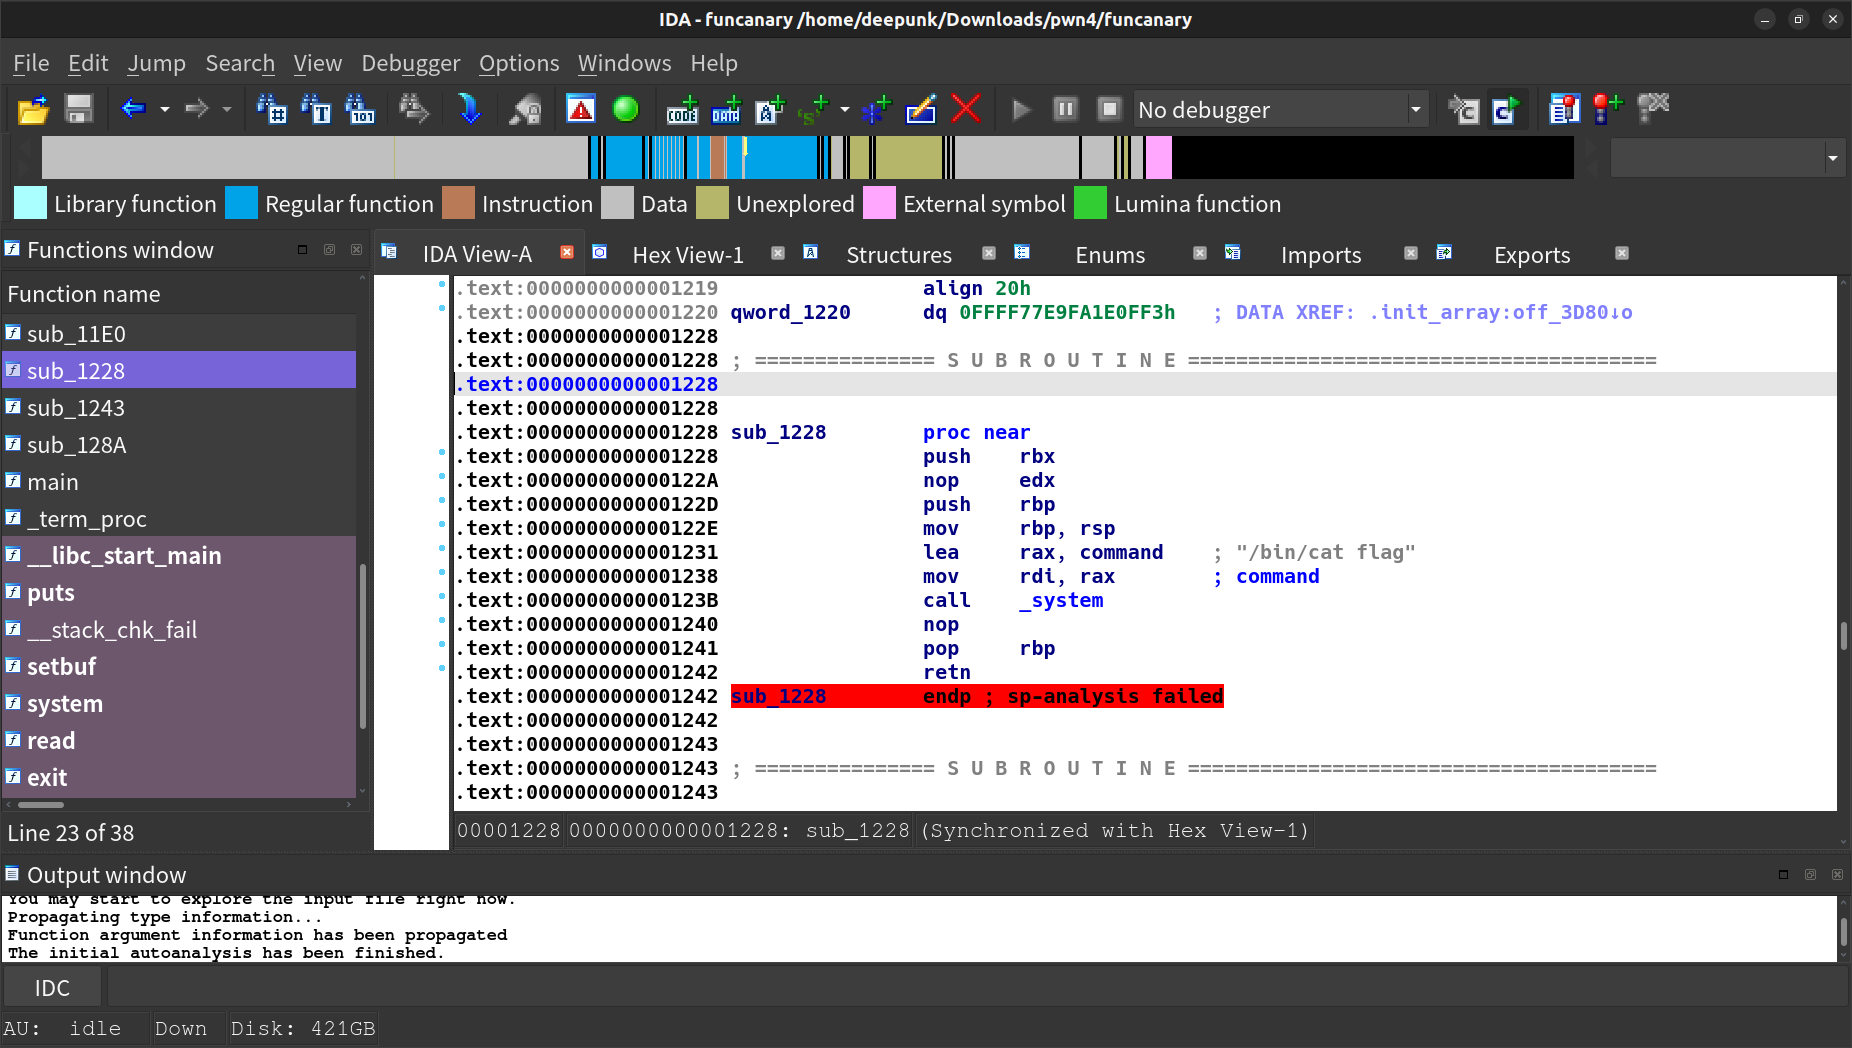 IDA - funcanary /home/deepunk/Downloads/pwn4/funcanary
File Edit Jump Search View Debugger Options Windows Help
No debugger
Library function Regular function Instruction Data Unexplored External symbol Lumina function
Functions window
IDA View-A Hex View-1 Structures Enums Imports Exports
Function name
sub_11E0
sub_1228
sub_1243
sub_128A
main
_term_proc
__libc_start_main
puts
__stack_chk_fail
setbuf
system
read
exit
Line 23 of 38
.text:0000000000001219 align 20h
.text:0000000000001220 qword_1220 dq 0FFFF77E9FA1E0FF3h ; DATA XREF: .init_array:off_3D80↓o
.text:0000000000001228
.text:0000000000001228 ; =============== S U B R O U T I N E =======================================
.text:0000000000001228
.text:0000000000001228
.text:0000000000001228 sub_1228 proc near
.text:0000000000001228 push rbx
.text:000000000000122A nop edx
.text:000000000000122D push rbp
.text:000000000000122E mov rbp, rsp
.text:0000000000001231 lea rax, command ; "/bin/cat flag"
.text:0000000000001238 mov rdi, rax ; command
.text:000000000000123B call _system
.text:0000000000001240 nop
.text:0000000000001241 pop rbp
.text:0000000000001242 retn
.text:0000000000001242 sub_1228 endp ; sp-analysis failed
.text:0000000000001242
.text:0000000000001243
.text:0000000000001243 ; =============== S U B R O U T I N E =======================================
.text:0000000000001243
00001228 0000000000001228: sub_1228 (Synchronized with Hex View-1)
Output window
You may start to explore the input file right now.
Propagating type information...
Function argument information has been propagated
The initial autoanalysis has been finished.
IDC
AU: idle Down Disk: 421GB